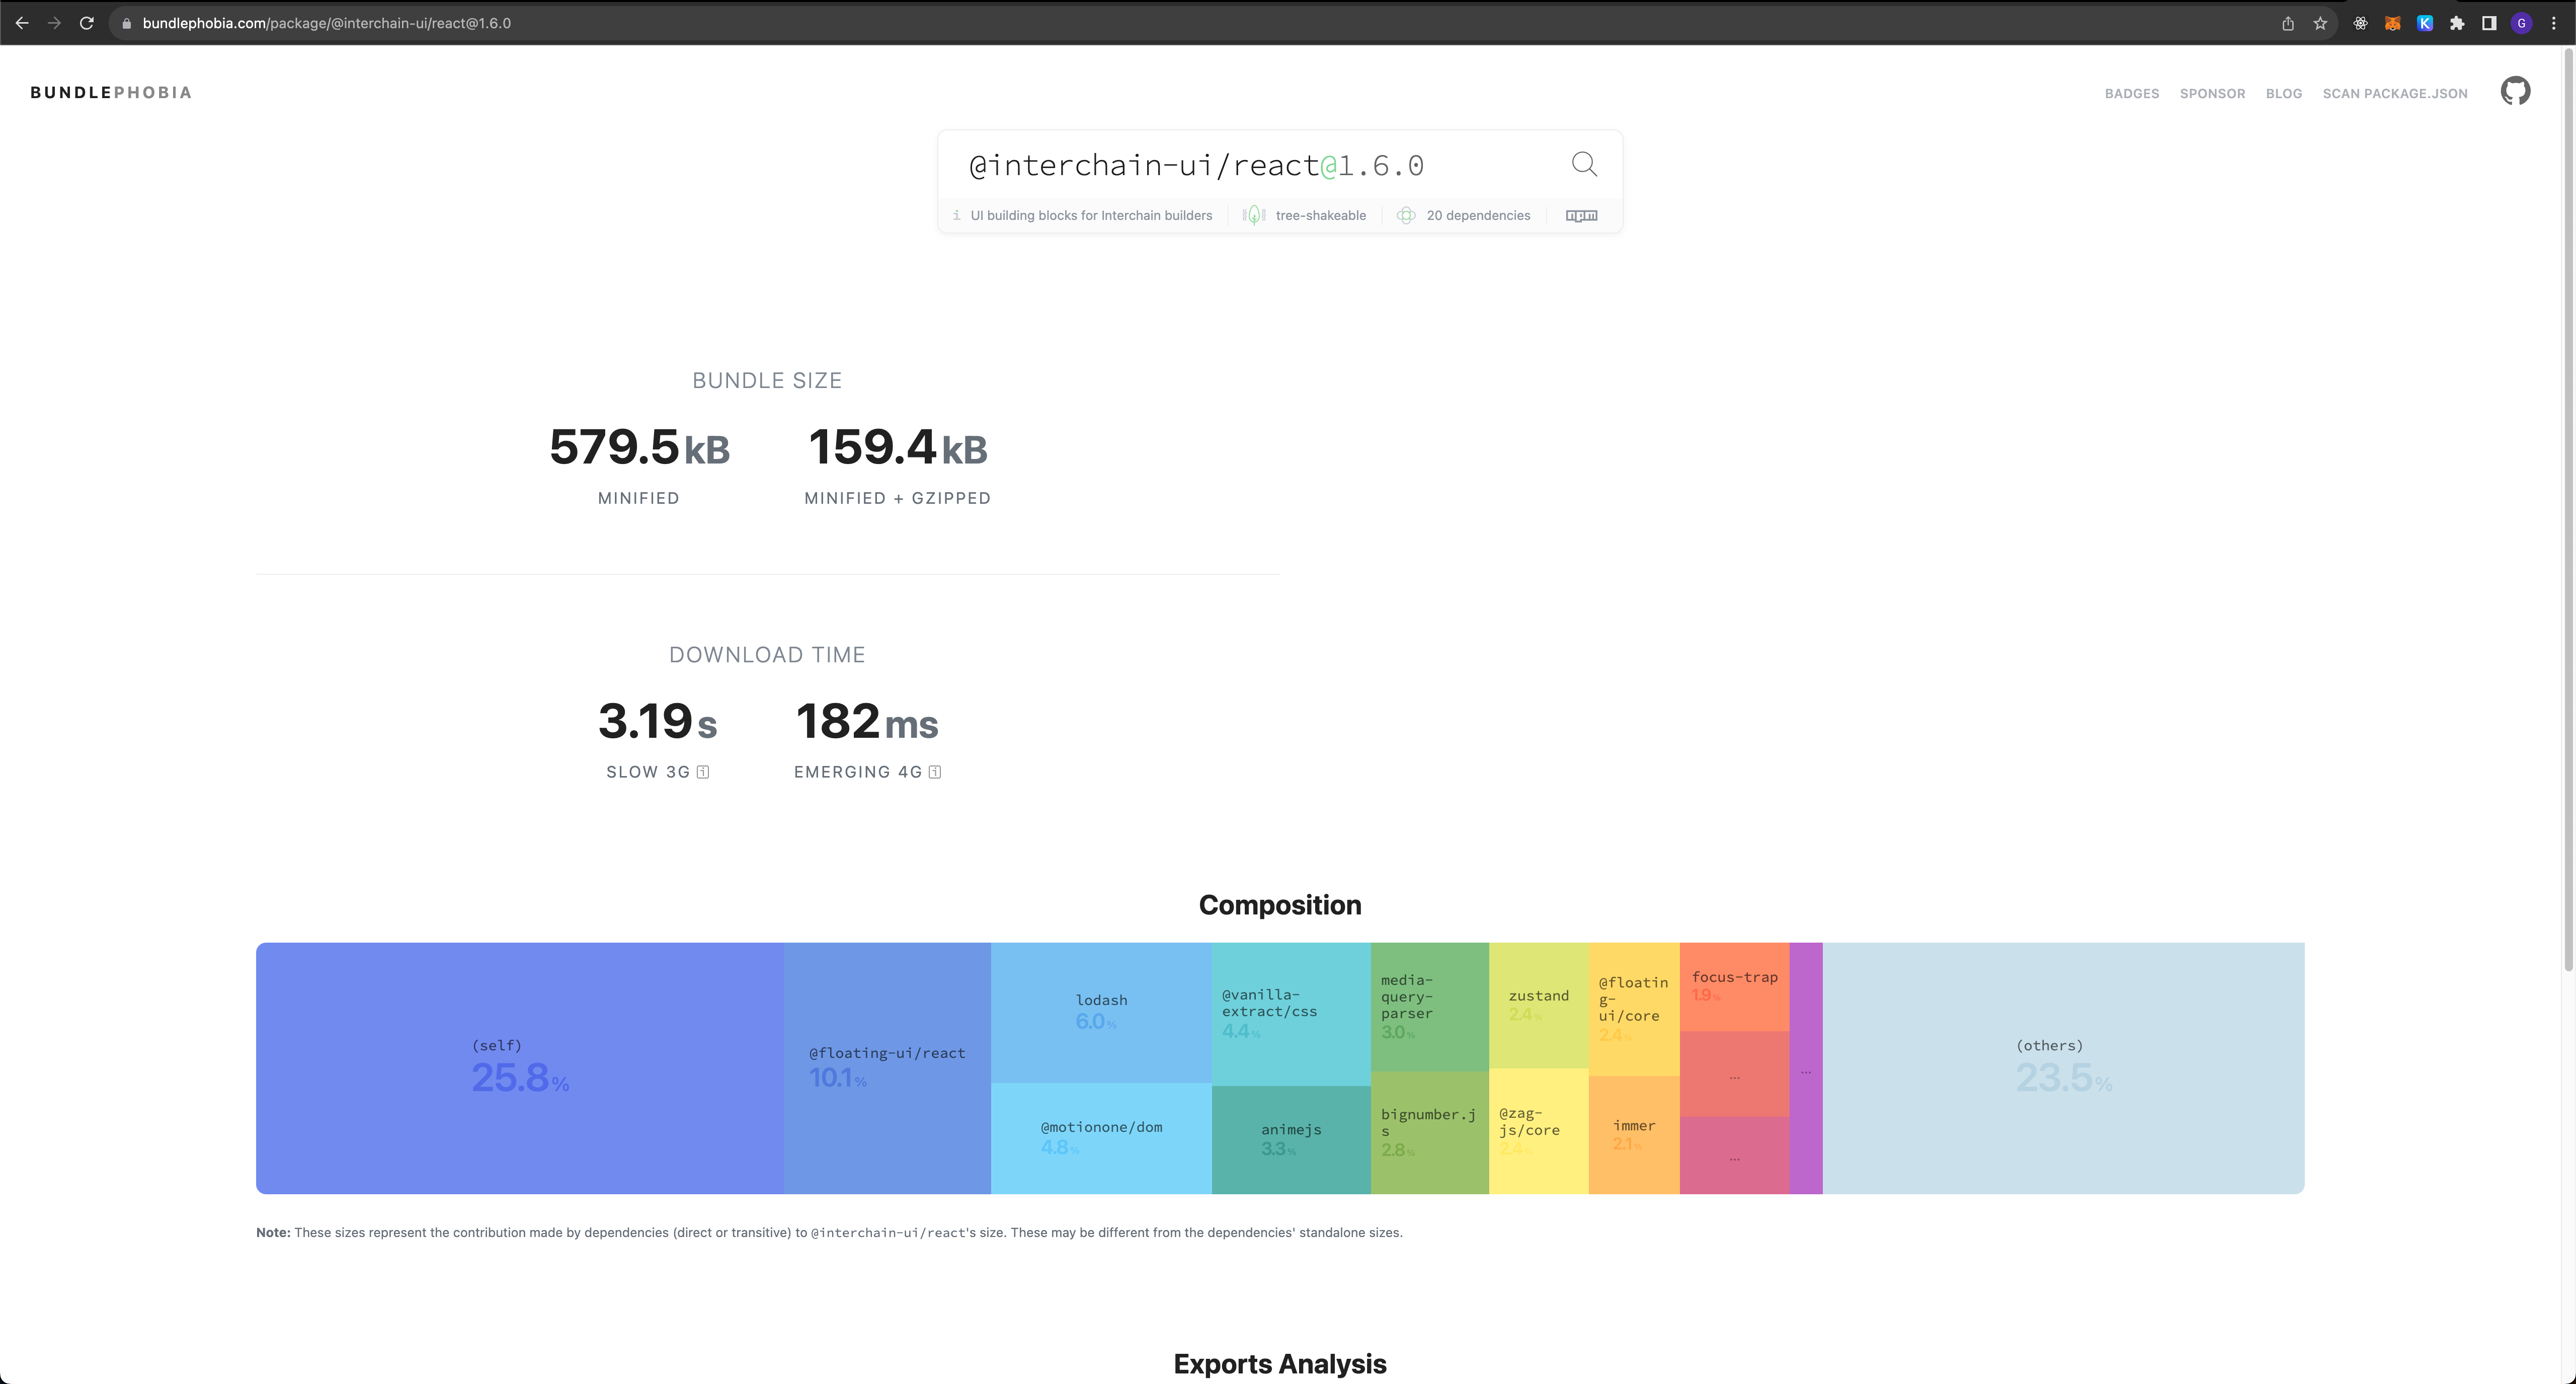 bundlephobia.com/package/@interchain-ui/react@1.6.0
K
G
BUNDLEPHOBIA
BADGES
SPONSOR
BLOG
SCAN PACKAGE.JSON
@interchain-ui/react@1.6.0
i UI building blocks for Interchain builders
tree-shakeable
20 dependencies
npm
BUNDLE SIZE
579.5 kB
159.4 kB
MINIFIED
MINIFIED + GZIPPED
DOWNLOAD TIME
3.19 s
182 ms
SLOW 3G i
EMERGING 4G i
Composition
(self)
25.8%
@floating-ui/react
10.1%
lodash
6.0%
@motionone/dom
4.8%
@vanilla-
extract/css
4.4%
animejs
3.3%
media-
query-
parser
3.0%
bignumber.j
s
2.8%
zustand
2.4%
@zag-
js/core
2.4%
@floatin
g-
ui/core
2.4%
immer
2.1%
focus-trap
1.9%
...
...
...
(others)
23.5%
Note: These sizes represent the contribution made by dependencies (direct or transitive) to @interchain-ui/react's size. These may be different from the dependencies' standalone sizes.
Exports Analysis